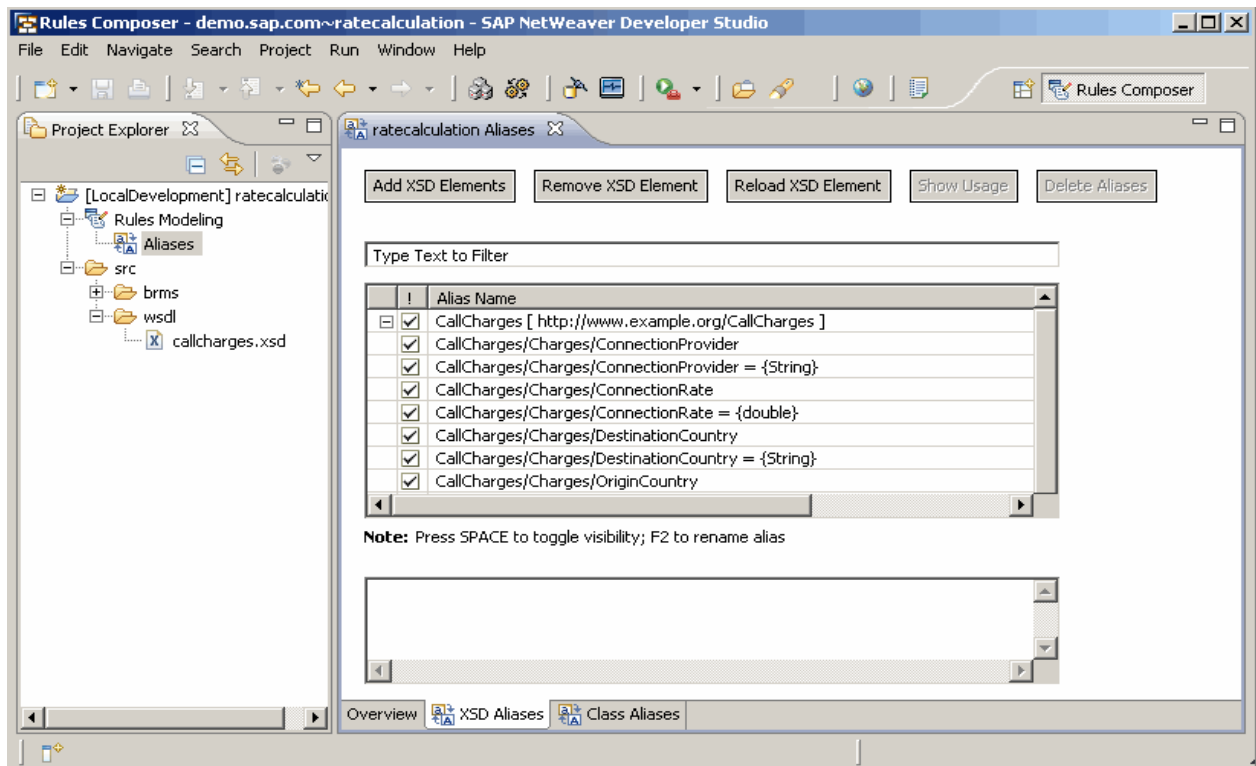 Rules Composer - demo.sap.com~ratecalculation - SAP NetWeaver Developer Studio
File Edit Navigate Search Project Run Window Help
Rules Composer
Project Explorer
[LocalDevelopment] ratecalculatio
Rules Modeling
Aliases
src
brms
wsdl
callcharges.xsd
ratecalculation Aliases
Add XSD Elements Remove XSD Element Reload XSD Element Show Usage Delete Aliases
Type Text to Filter
! Alias Name
CallCharges [ http://www.example.org/CallCharges ]
CallCharges/Charges/ConnectionProvider
CallCharges/Charges/ConnectionProvider = {String}
CallCharges/Charges/ConnectionRate
CallCharges/Charges/ConnectionRate = {double}
CallCharges/Charges/DestinationCountry
CallCharges/Charges/DestinationCountry = {String}
CallCharges/Charges/OriginCountry
Note: Press SPACE to toggle visibility; F2 to rename alias
Overview XSD Aliases Class Aliases